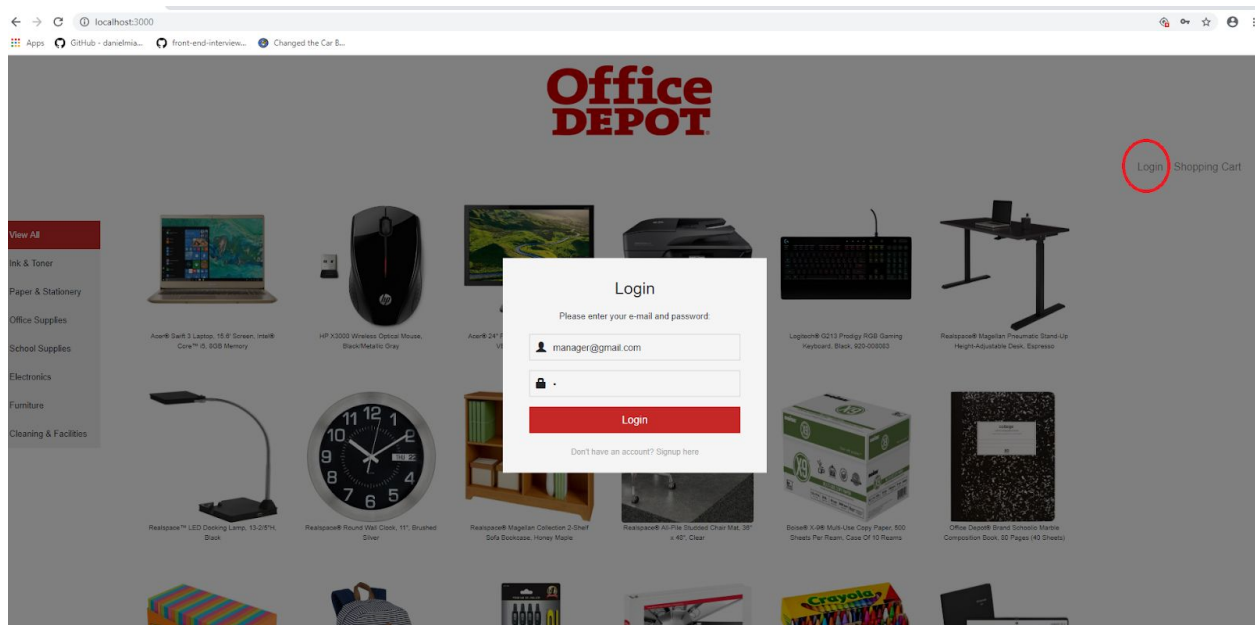 localhost:3000
Apps GitHub - danielmia... front-end-interview... Changed the Car B...
Office
DEPOT
Login Shopping Cart
View All
Ink & Toner
Paper & Stationery
Office Supplies
School Supplies
Electronics
Furniture
Cleaning & Facilities
Acer® Swift 3 Laptop, 15.6" Screen, Intel®
Core™ i5, 8GB Memory
HP X3000 Wireless Optical Mouse,
Black/Metallic Gray
Acer® 24"
Logitech® G213 Prodigy RGB Gaming
Keyboard, Black, 920-008083
Realspace® Magellan Pneumatic Stand-Up
Height-Adjustable Desk, Espresso
Login
Please enter your e-mail and password:
manager@gmail.com
Login
Don't have an account? Signup here
Realspace™ LED Docking Lamp, 13-2/5"H,
Black
Realspace® Round Wall Clock, 11", Brushed
Silver
Realspace® Magellan Collection 2-Shelf
Sofa Bookcase, Honey Maple
Realspace® All-Pile Studded Chair Mat, 36"
x 48", Clear
Boise® X-9® Multi-Use Copy Paper, 500
Sheets Per Ream, Case Of 10 Reams
Office Depot® Brand Schoolio Marble
Composition Book, 80 Pages (40 Sheets)
Crayola